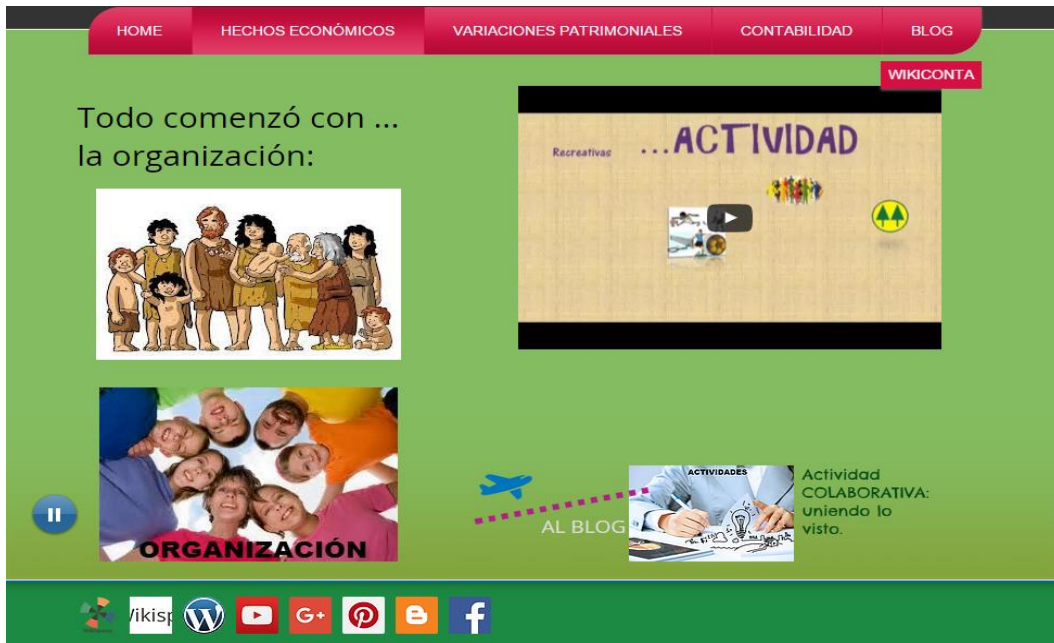 HOME HECHOS ECONÓMICOS VARIACIONES PATRIMONIALES CONTABILIDAD BLOG
WIKICONTA
Todo comenzó con ...
la organización:
Recreativas ...ACTIVIDAD
ORGANIZACIÓN
AL BLOG
ACTIVIDADES
Actividad
COLABORATIVA:
uniendo lo
visto.
Wikisp
G+